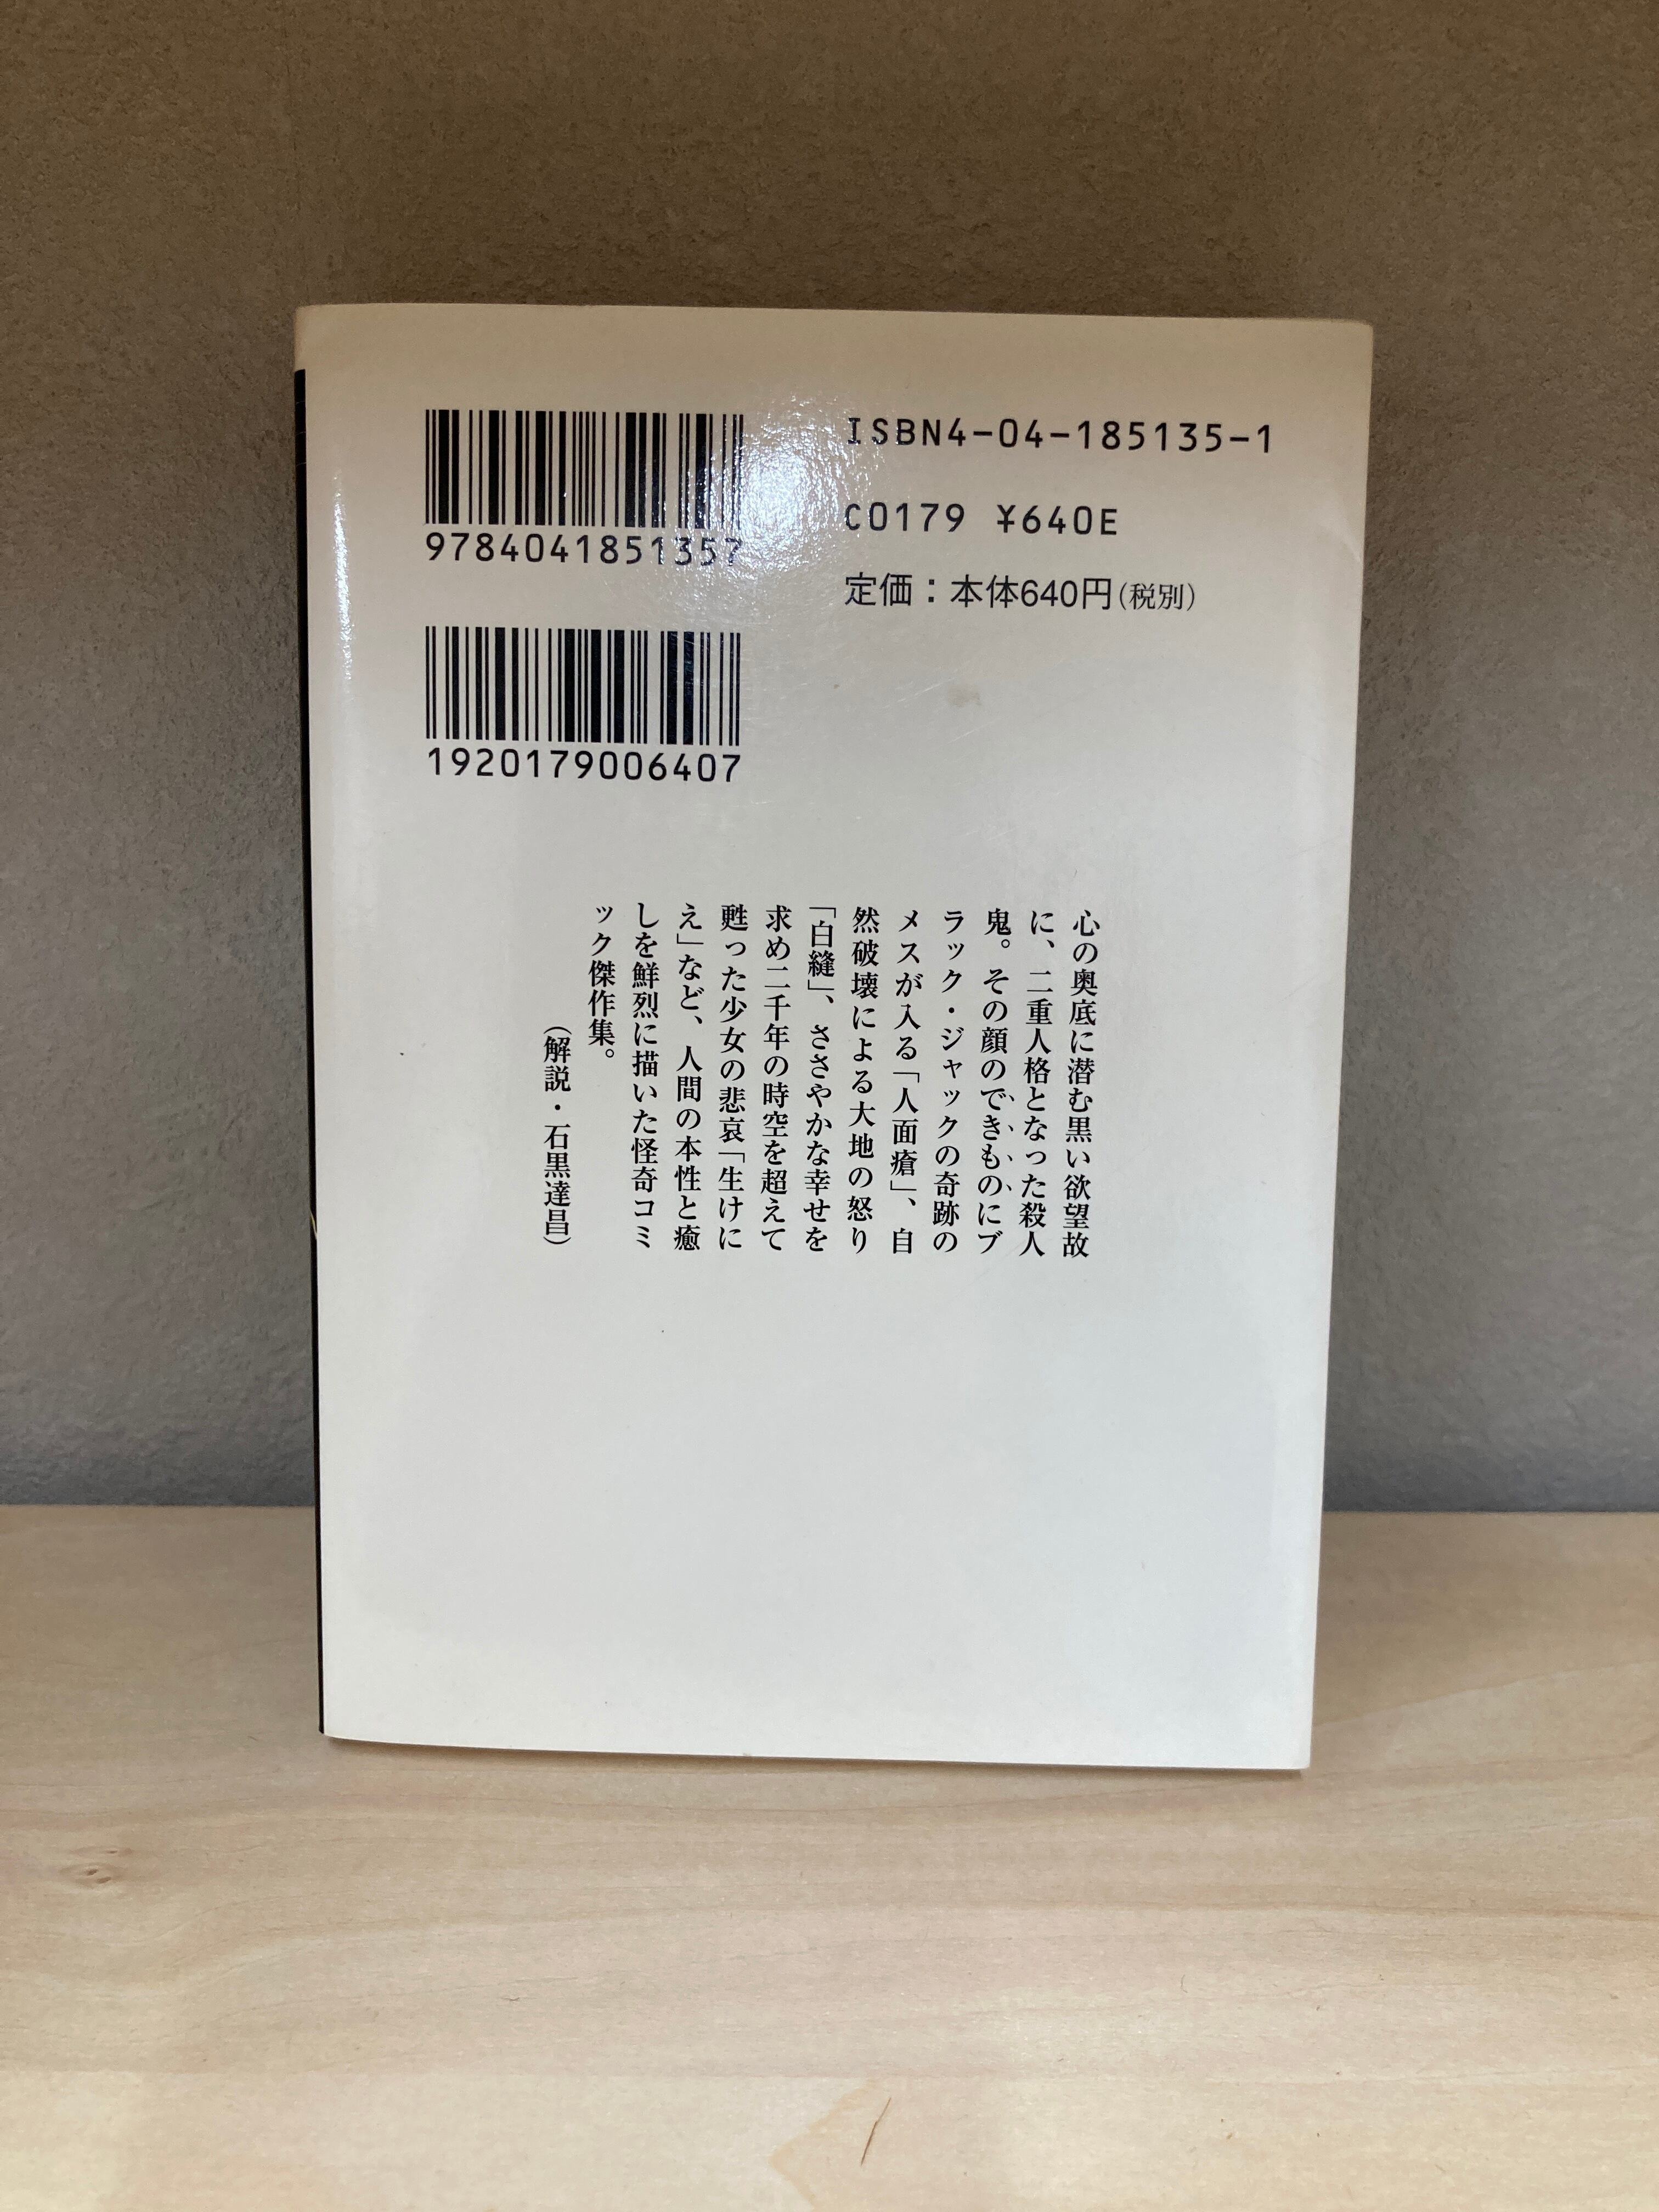 ISBN4-04-185135-1
C0179 ¥640E
定価：本体640円(税別)
9784041851357
1920179006407
心の奥底に潜む黒い欲望故
に、二重人格となった殺人
鬼。その顔のできものにブ
ラック・ジャックの奇跡の
メスが入る「人面瘡」、自
然破壊による大地の怒り
「白縫」、ささやかな幸せを
求め二千年の時空を超えて
甦った少女の悲哀「生けに
え」など、人間の本性と癒
しを鮮烈に描いた怪奇コミ
ック傑作集。
(解説・石黒達昌)